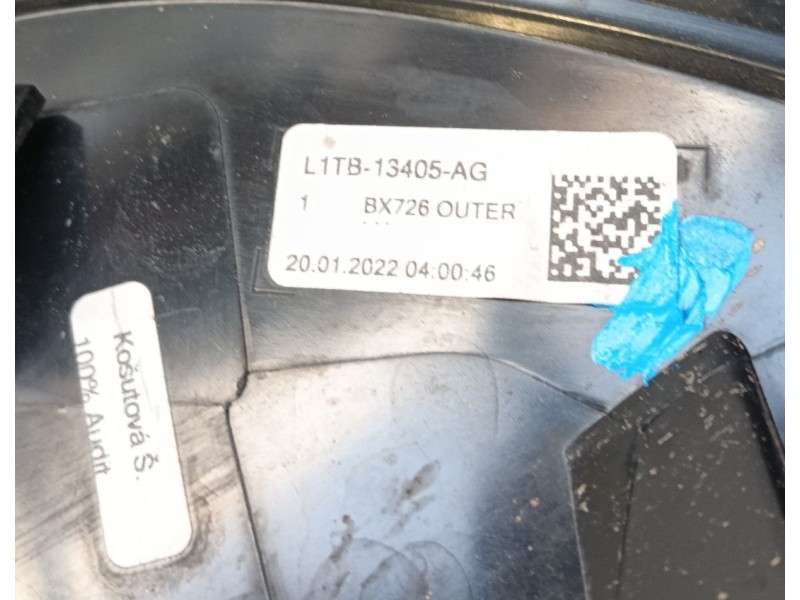 L1TB-13405-AG
1 BX726 OUTER
...
20.01.2022 04:00:46
Košutová Š.
100% Audit